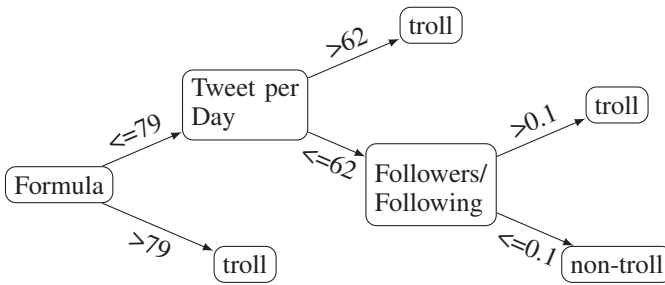 troll
>62
Tweet per
Day
<=79
troll
>0.1
<=62
Followers/
Following
Formula
>79
troll
<=0.1
non-troll